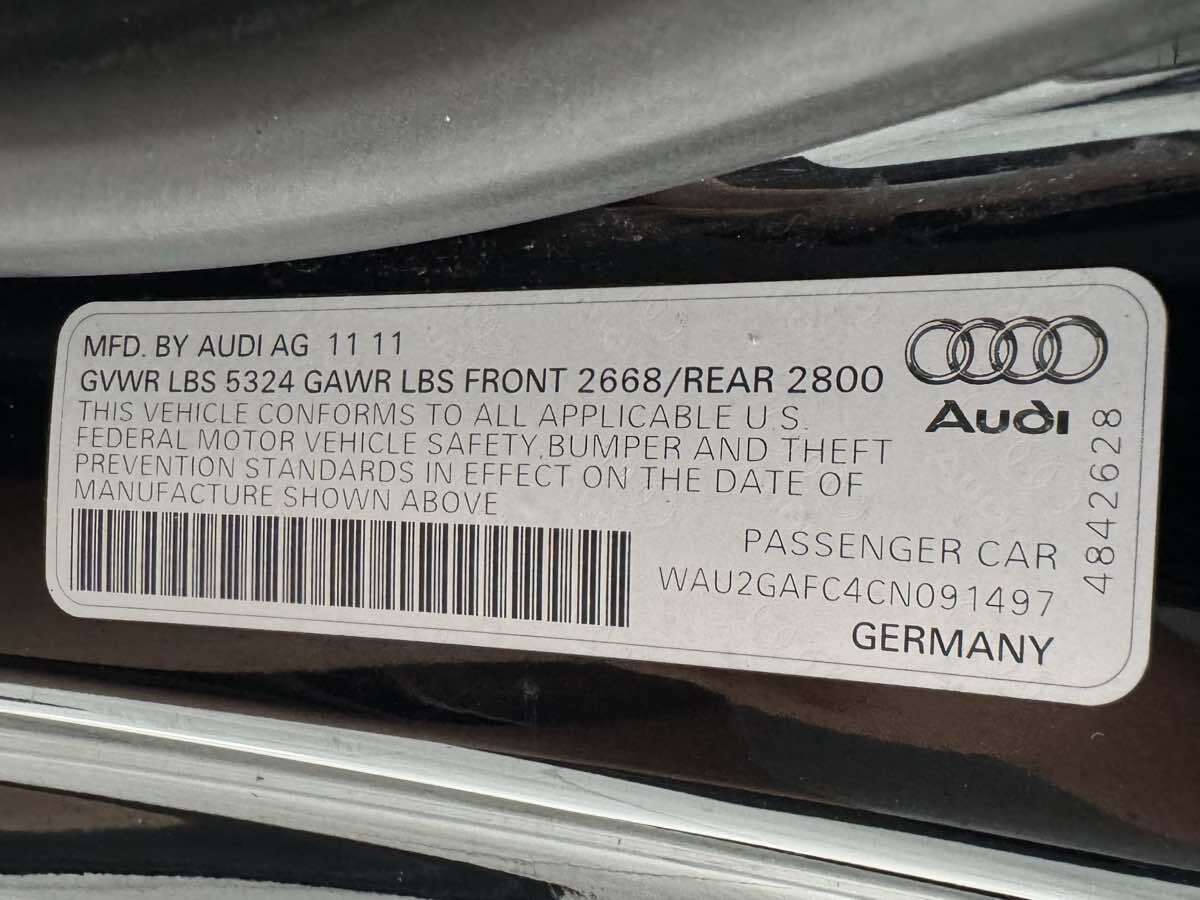 MFD. BY AUDI AG 11 11
GVWR LBS 5324 GAWR LBS FRONT 2668/REAR 2800
THIS VEHICLE CONFORMS TO ALL APPLICABLE U.S.
FEDERAL MOTOR VEHICLE SAFETY,BUMPER AND THEFT
PREVENTION STANDARDS IN EFFECT ON THE DATE OF
MANUFACTURE SHOWN ABOVE
Audi
4842628
PASSENGER CAR
WAU2GAFC4CN091497
GERMANY